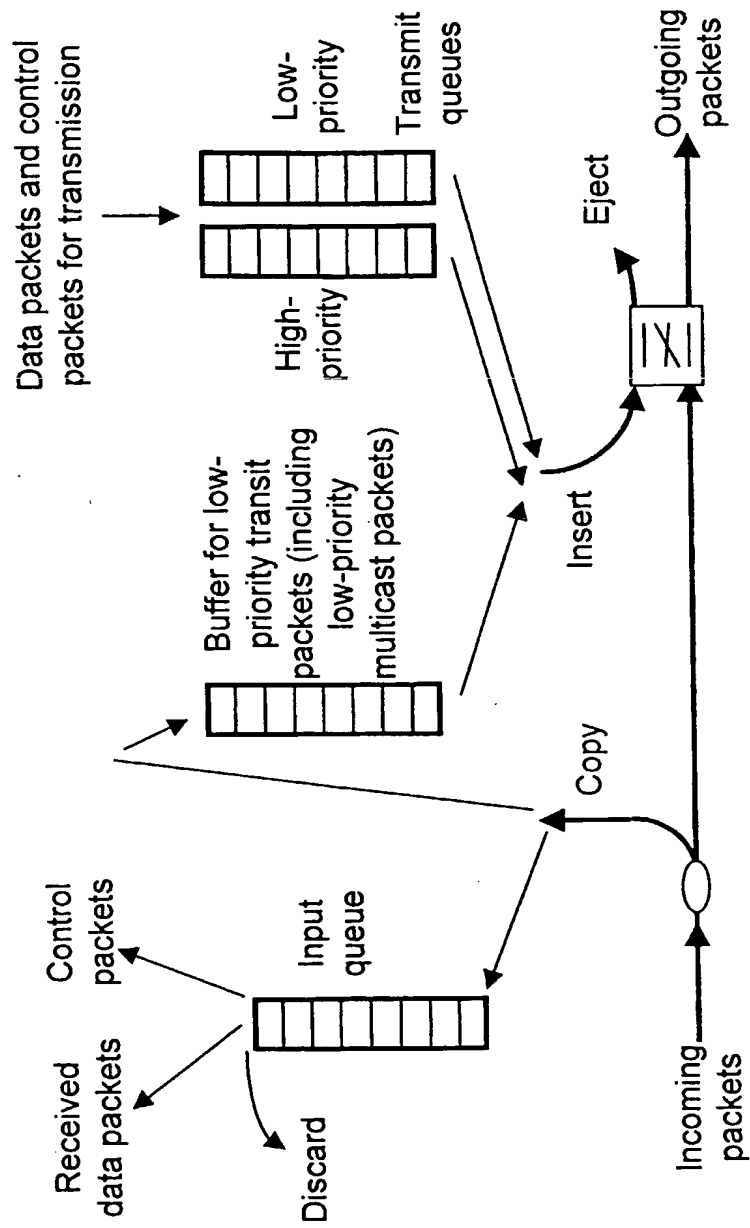 Received
data packets
Control
packets
Discard
Input
queue
Data packets and control
packets for transmission
Buffer for low-
priority transit
packets (including
low-priority
multicast packets)
High-
priority
Low-
priority
Transmit
queues
Copy
Insert
Eject
Incoming
packets
Outgoing
packets